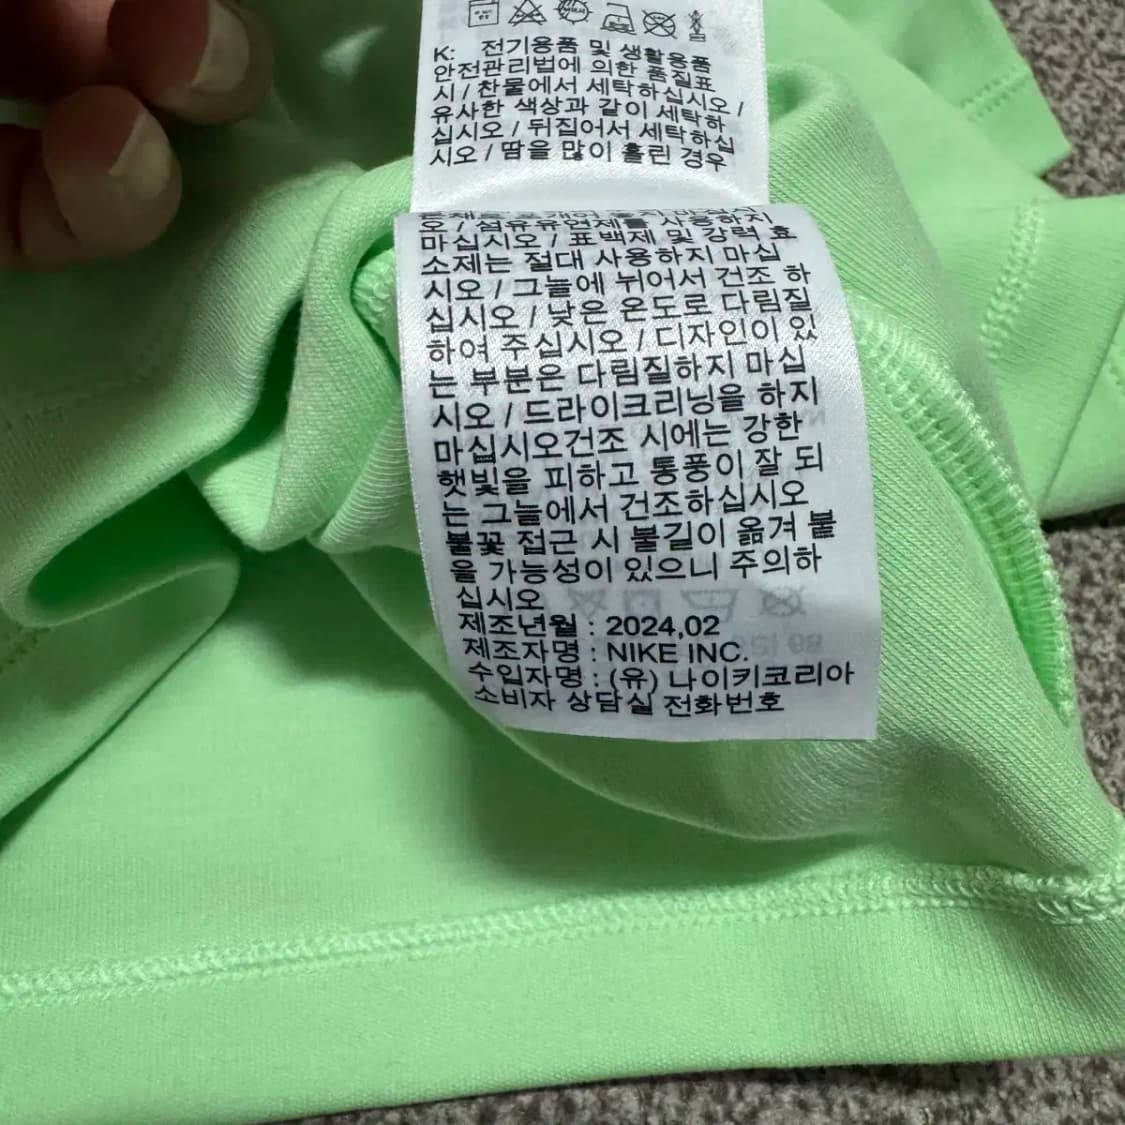 K: 전기용품 및 생활용품
안전관리법에 의한 품질표
시 / 찬물에서 세탁하십시오 /
유사한 색상과 같이 세탁하
십시오 / 뒤집어서 세탁하십
시오 / 땀을 많이 흘린 경우
오 / 섬유유연제를 사용하지
마십시오 / 표백제 및 강력 효
소제는 절대 사용하지 마십
시오 / 그늘에 뉘어서 건조 하
십시오 / 낮은 온도로 다림질
하여 주십시오 / 디자인이 있
는 부분은 다림질하지 마십
시오 / 드라이크리닝을 하지
마십시오건조 시에는 강한
햇빛을 피하고 통풍이 잘 되
는 그늘에서 건조하십시오
불꽃 접근 시 불길이 옮겨 붙
을 가능성이 있으니 주의하
십시오
제조년월 : 2024,02
제조자명 : NIKE INC.
수입자명 : (유) 나이키코리아
소비자 상담실 전화번호